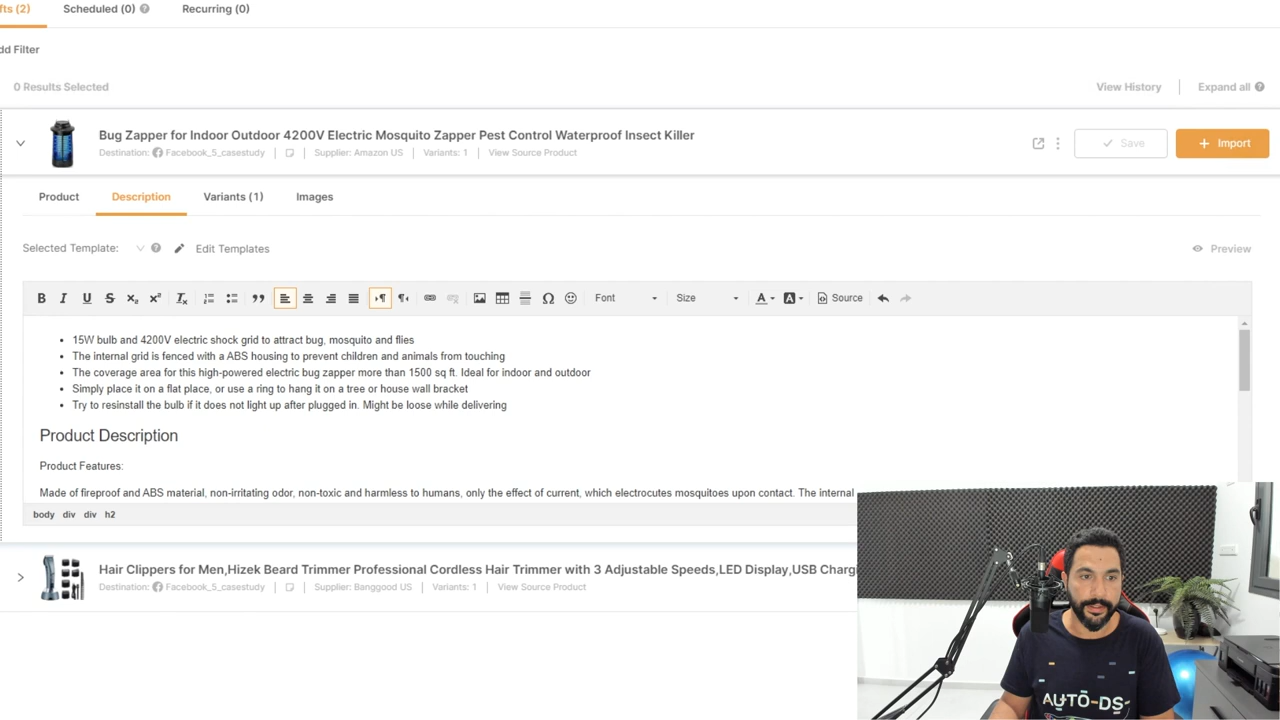 fts (2)
Scheduled (0)
Recurring (0)
dd Filter
0 Results Selected
View History
Expand all
Bug Zapper for Indoor Outdoor 4200V Electric Mosquito Zapper Pest Control Waterproof Insect Killer
Destination: Facebook_5_casestudy
Supplier: Amazon US
Variants: 1
View Source Product
Save
Import
Product
Description
Variants (1)
Images
Selected Template:
Edit Templates
Preview
Font
Size
Source
15W bulb and 4200V electric shock grid to attract bug, mosquito and flies
The internal grid is fenced with a ABS housing to prevent children and animals from touching
The coverage area for this high-powered electric bug zapper more than 1500 sq ft. Ideal for indoor and outdoor
Simply place it on a flat place, or use a ring to hang it on a tree or house wall bracket
Try to resinstall the bulb if it does not light up after plugged in. Might be loose while delivering
Product Description
Product Features:
Made of fireproof and ABS material, non-irritating odor, non-toxic and harmless to humans, only the effect of current, which electrocutes mosquitoes upon contact. The internal
body div div h2
Hair Clippers for Men,Hizek Beard Trimmer Professional Cordless Hair Trimmer with 3 Adjustable Speeds,LED Display,USB Chargi
Destination: Facebook_5_casestudy
Supplier: Banggood US
Variants: 1
View Source Product
AUTO-DS